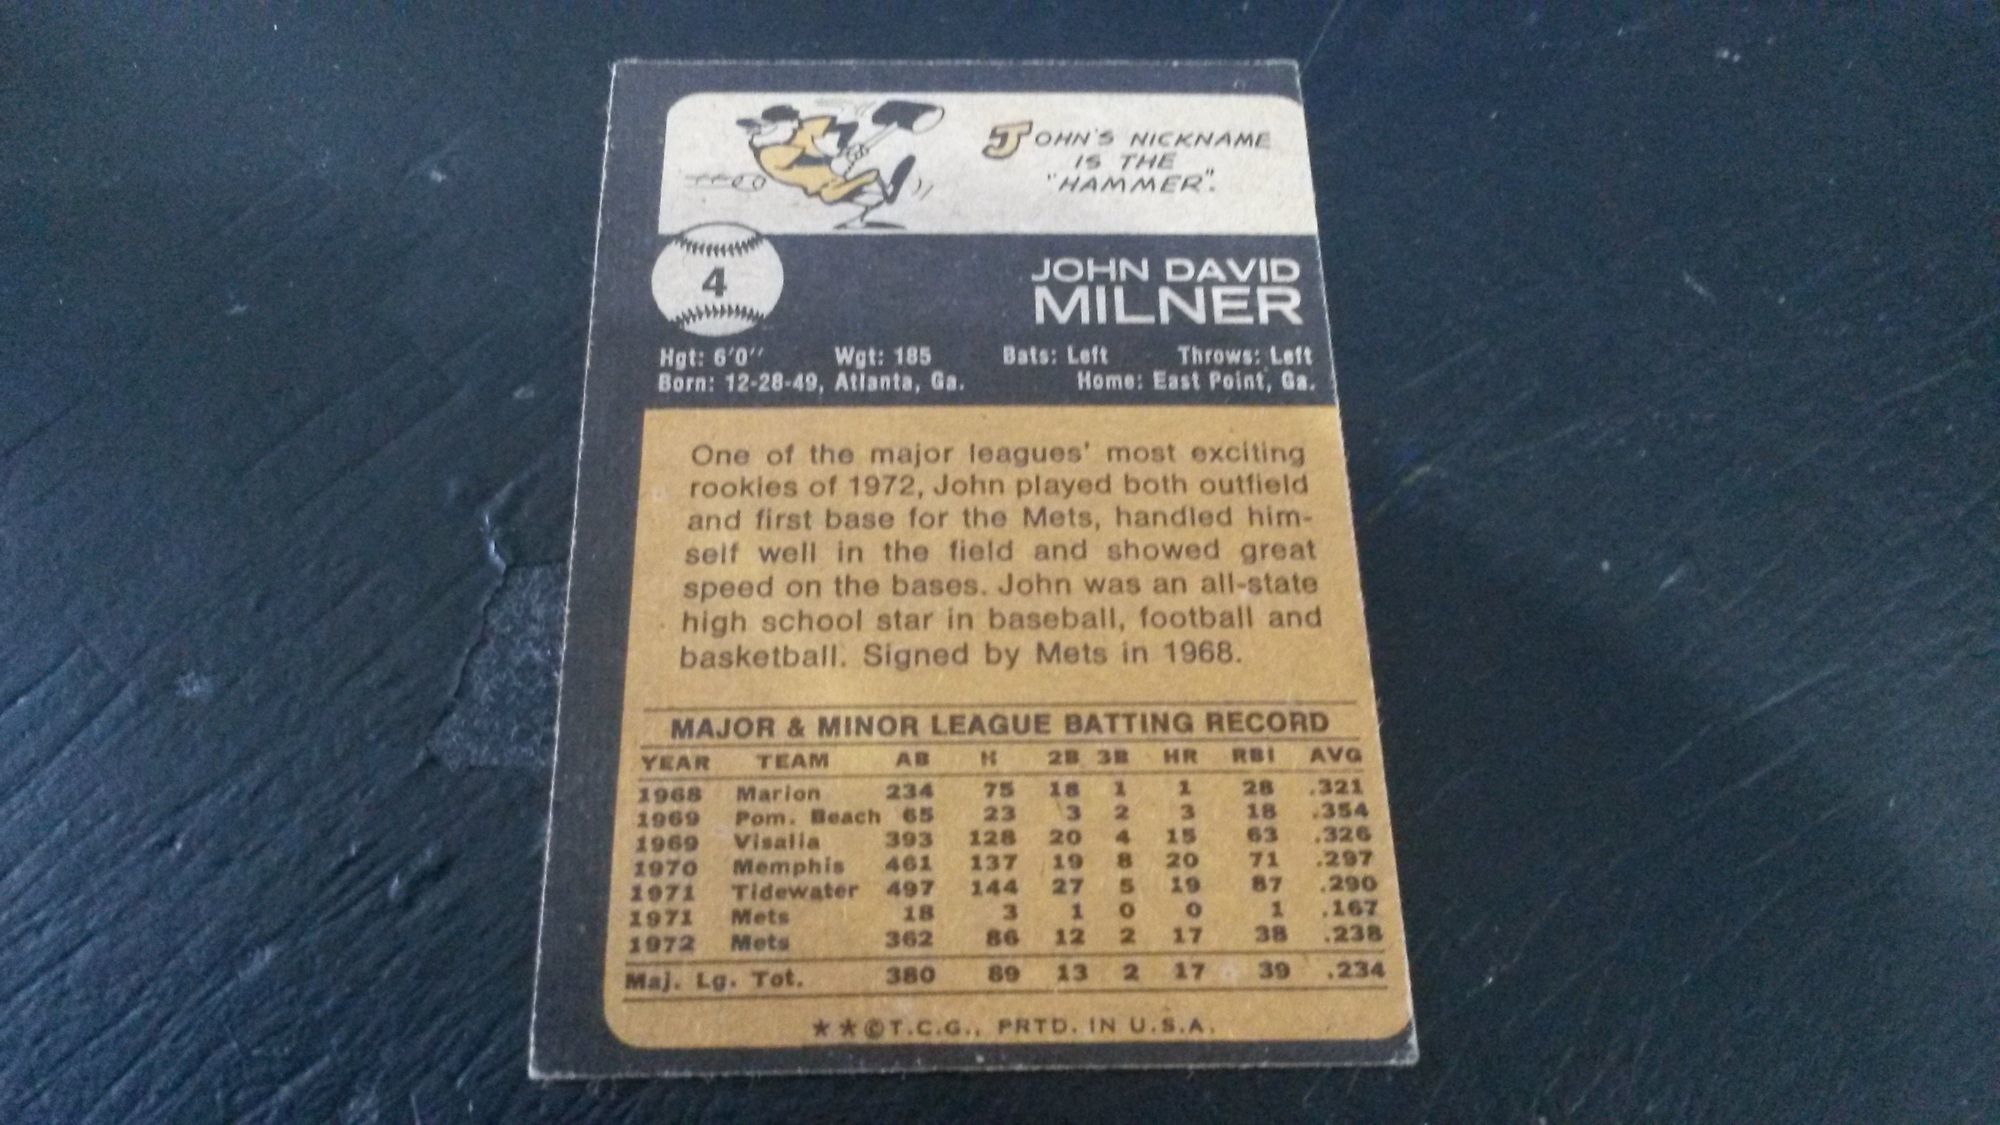 JOHN'S NICKNAME
IS THE
"HAMMER".
4
JOHN DAVID
MILNER
Hgt: 6'0" Wgt: 185 Bats: Left Throws: Left
Born: 12-28-49, Atlanta, Ga. Home: East Point, Ga.
One of the major leagues' most exciting
rookies of 1972, John played both outfield
and first base for the Mets, handled him-
self well in the field and showed great
speed on the bases. John was an all-state
high school star in baseball, football and
basketball. Signed by Mets in 1968.
MAJOR & MINOR LEAGUE BATTING RECORD
YEAR TEAM AB H 2B 3B HR RBI AVG
1968 Marion 234 75 18 1 1 28 .321
1969 Pom. Beach 65 23 3 2 3 18 .354
1969 Visalia 393 128 20 4 15 63 .326
1970 Memphis 461 137 19 8 20 71 .297
1971 Tidewater 497 144 27 5 19 87 .290
1971 Mets 18 3 1 0 0 1 .167
1972 Mets 362 86 12 2 17 38 .238
Maj. Lg. Tot. 380 89 13 2 17 39 .234
★★©T.C.G., PRTD. IN U.S.A.